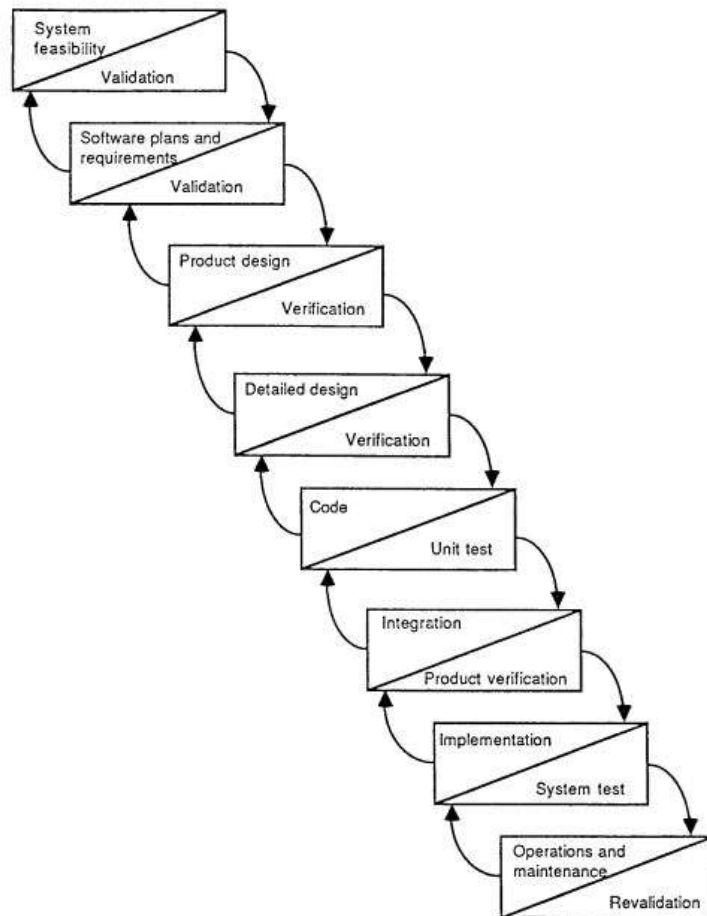 System
feasibility
Validation
Software plans and
requirements
Validation
Product design
Verification
Detailed design
Verification
Code
Unit test
Integration
Product verification
Implementation
System test
Operations and
maintenance
Revalidation